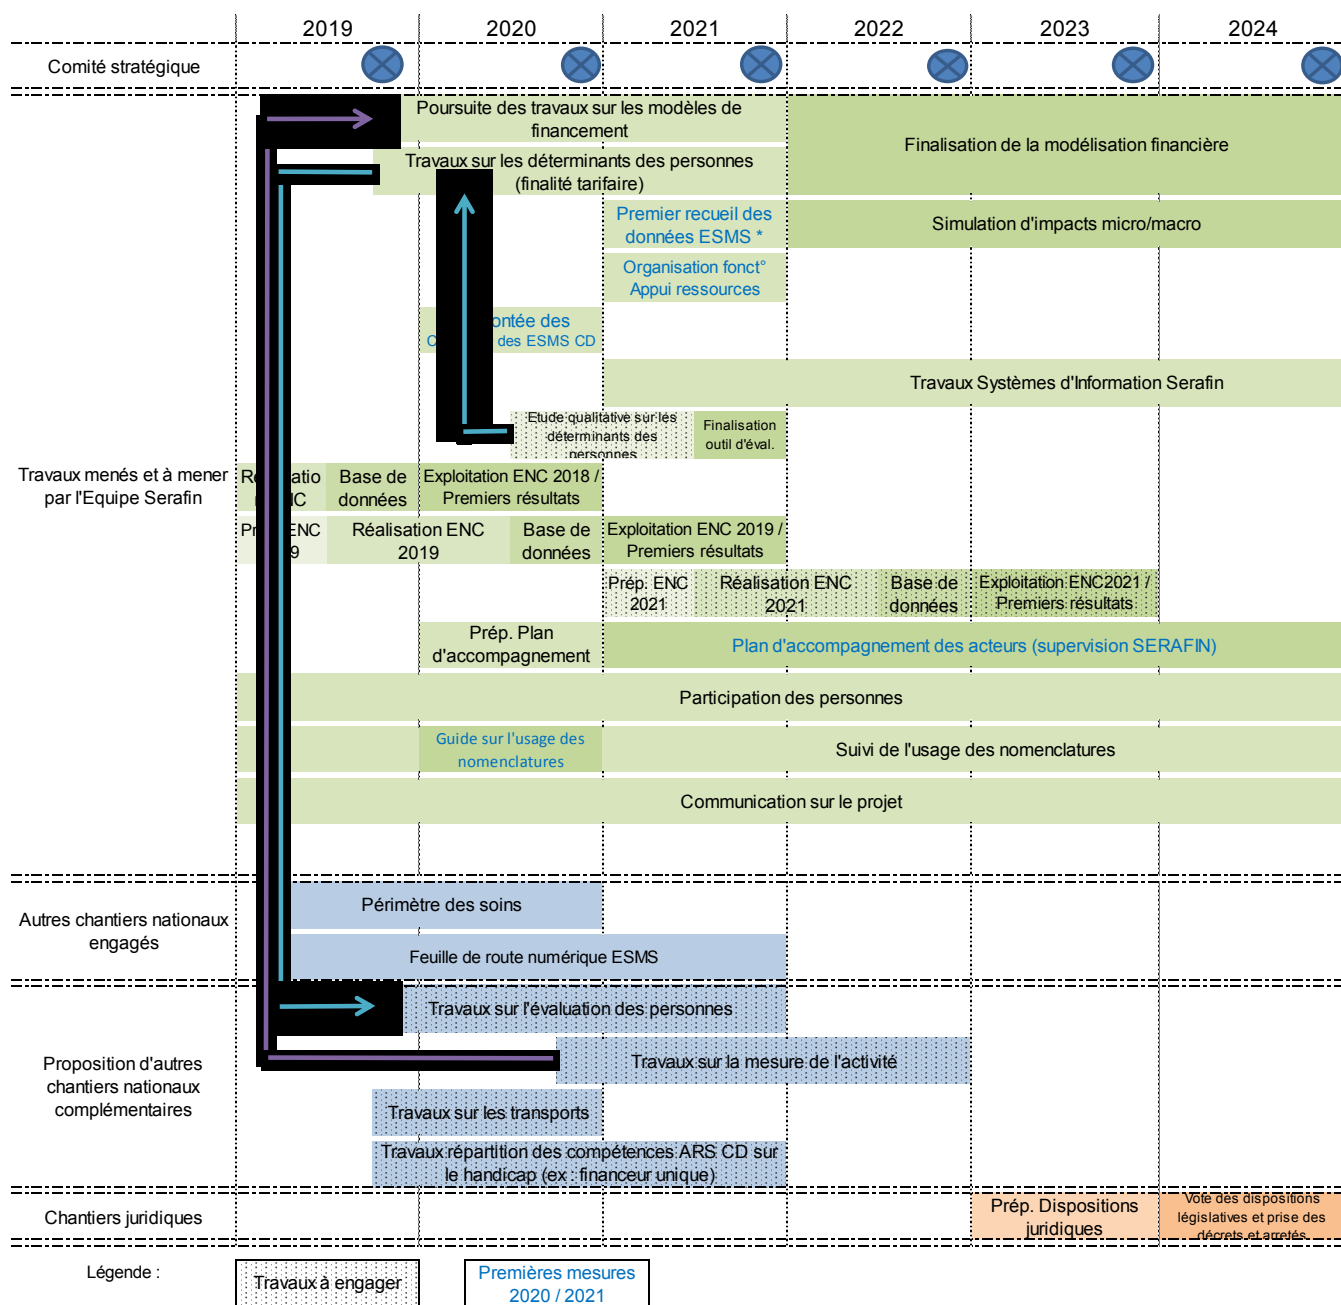 2019 2020 2021 2022 2023 2024
Comité stratégique
Poursuite des travaux sur les modèles de
financement
Finalisation de la modélisation financière
Travaux sur les déterminants des personnes
(finalité tarifaire)
Premier recueil des
données ESMS *
Simulation d'impacts micro/macro
Organisation fonct°
Appui ressources
des
des ESMS CD
Travaux Systèmes d'Information Serafin
Etude qualitative sur les
déterminants des
personnes
Finalisation
outil d'éval.
Travaux menés et à mener
par l'Equipe Serafin
Base de
données
Exploitation ENC 2018 /
Premiers résultats
ENC
Réalisation ENC
2019
Base de
données
Exploitation ENC 2019 /
Premiers résultats
Prép. ENC
2021
Réalisation ENC
2021
Base de
données
Exploitation ENC2021 /
Premiers résultats
Prép. Plan
d'accompagnement
Plan d'accompagnement des acteurs (supervision SERAFIN)
Participation des personnes
Guide sur l'usage des
nomenclatures
Suivi de l'usage des nomenclatures
Communication sur le projet
Autres chantiers nationaux
engagés
Périmètre des soins
Feuille de route numérique ESMS
Proposition d'autres
chantiers nationaux
complémentaires
Travaux sur l'évaluation des personnes
Travaux sur la mesure de l'activité
Travaux sur les transports
Travaux répartition des compétences ARS CD sur
le handicap (ex : financeur unique)
Chantiers juridiques
Prép. Dispositions
juridiques
Vote des dispositions
législatives et prise des
décrets et arretés
Légende :
Travaux à engager
Premières mesures
2020 / 2021